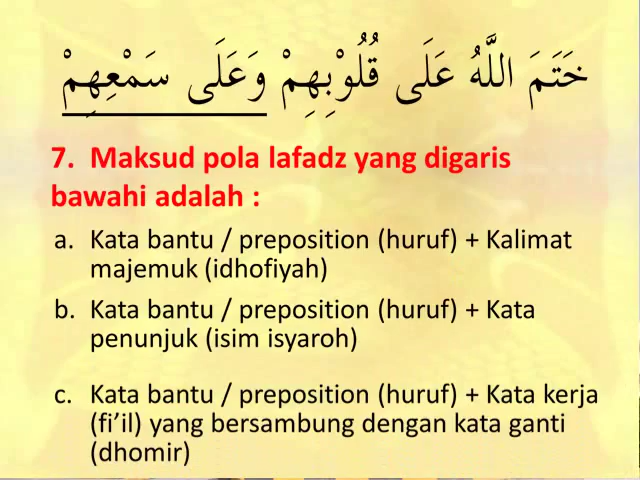 خَتَمَ اللَّهُ عَلَى قُلُوْبِهِمْ وَعَلَى سَمْعِهِمْ
7. Maksud pola lafadz yang digaris
bawahi adalah :
a. Kata bantu / preposition (huruf) + Kalimat
majemuk (idhofiyah)
b. Kata bantu / preposition (huruf) + Kata
penunjuk (isim isyaroh)
c. Kata bantu / preposition (huruf) + Kata kerja
(fi’il) yang bersambung dengan kata ganti
(dhomir)